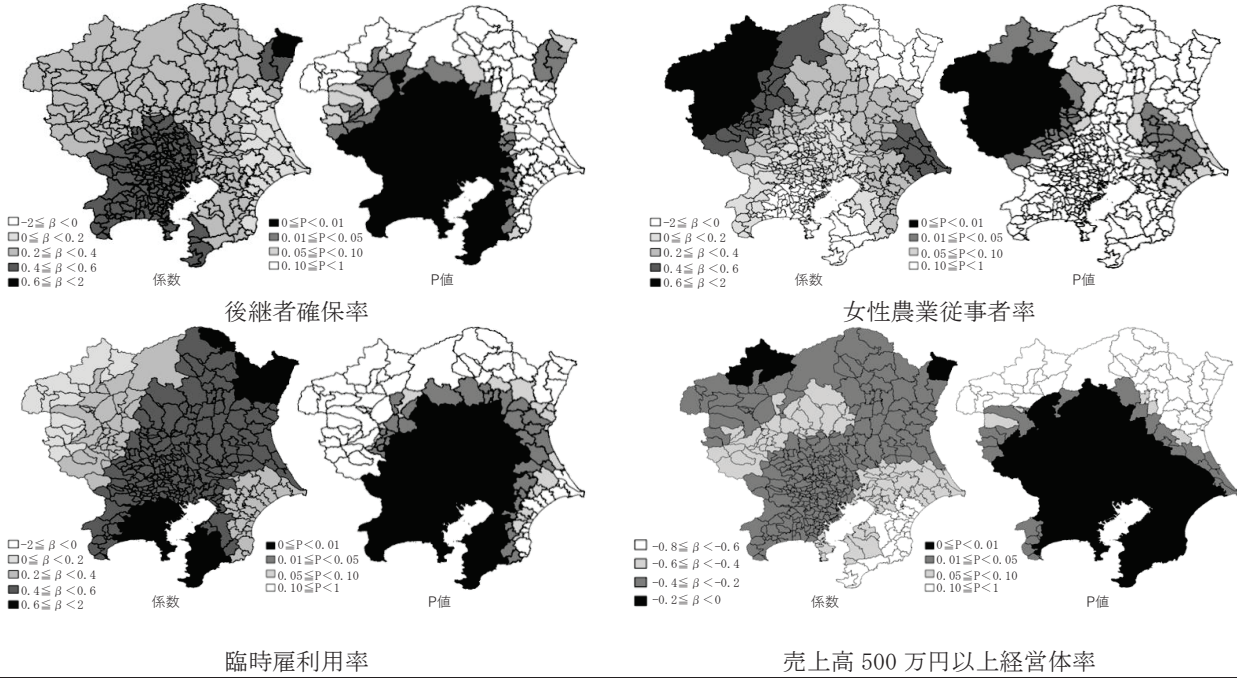 -2≦β<0
0≦β<0.2
0.2≦β<0.4
0.4≦β<0.6
0.6≦β<2
係数
0≦P<0.01
0.01≦P<0.05
0.05≦P<0.10
0.10≦P<1
P値
後継者確保率
-2≦β<0
0≦β<0.2
0.2≦β<0.4
0.4≦β<0.6
0.6≦β<2
係数
0≦P<0.01
0.01≦P<0.05
0.05≦P<0.10
0.10≦P<1
P値
女性農業従事者率
-2≦β<0
0≦β<0.2
0.2≦β<0.4
0.4≦β<0.6
0.6≦β<2
係数
0≦P<0.01
0.01≦P<0.05
0.05≦P<0.10
0.10≦P<1
P値
臨時雇利用率
-0.8≦β<-0.6
-0.6≦β<-0.4
-0.4≦β<-0.2
-0.2≦β<0
係数
0≦P<0.01
0.01≦P<0.05
0.05≦P<0.10
0.10≦P<1
P値
売上高 500 万円以上経営体率